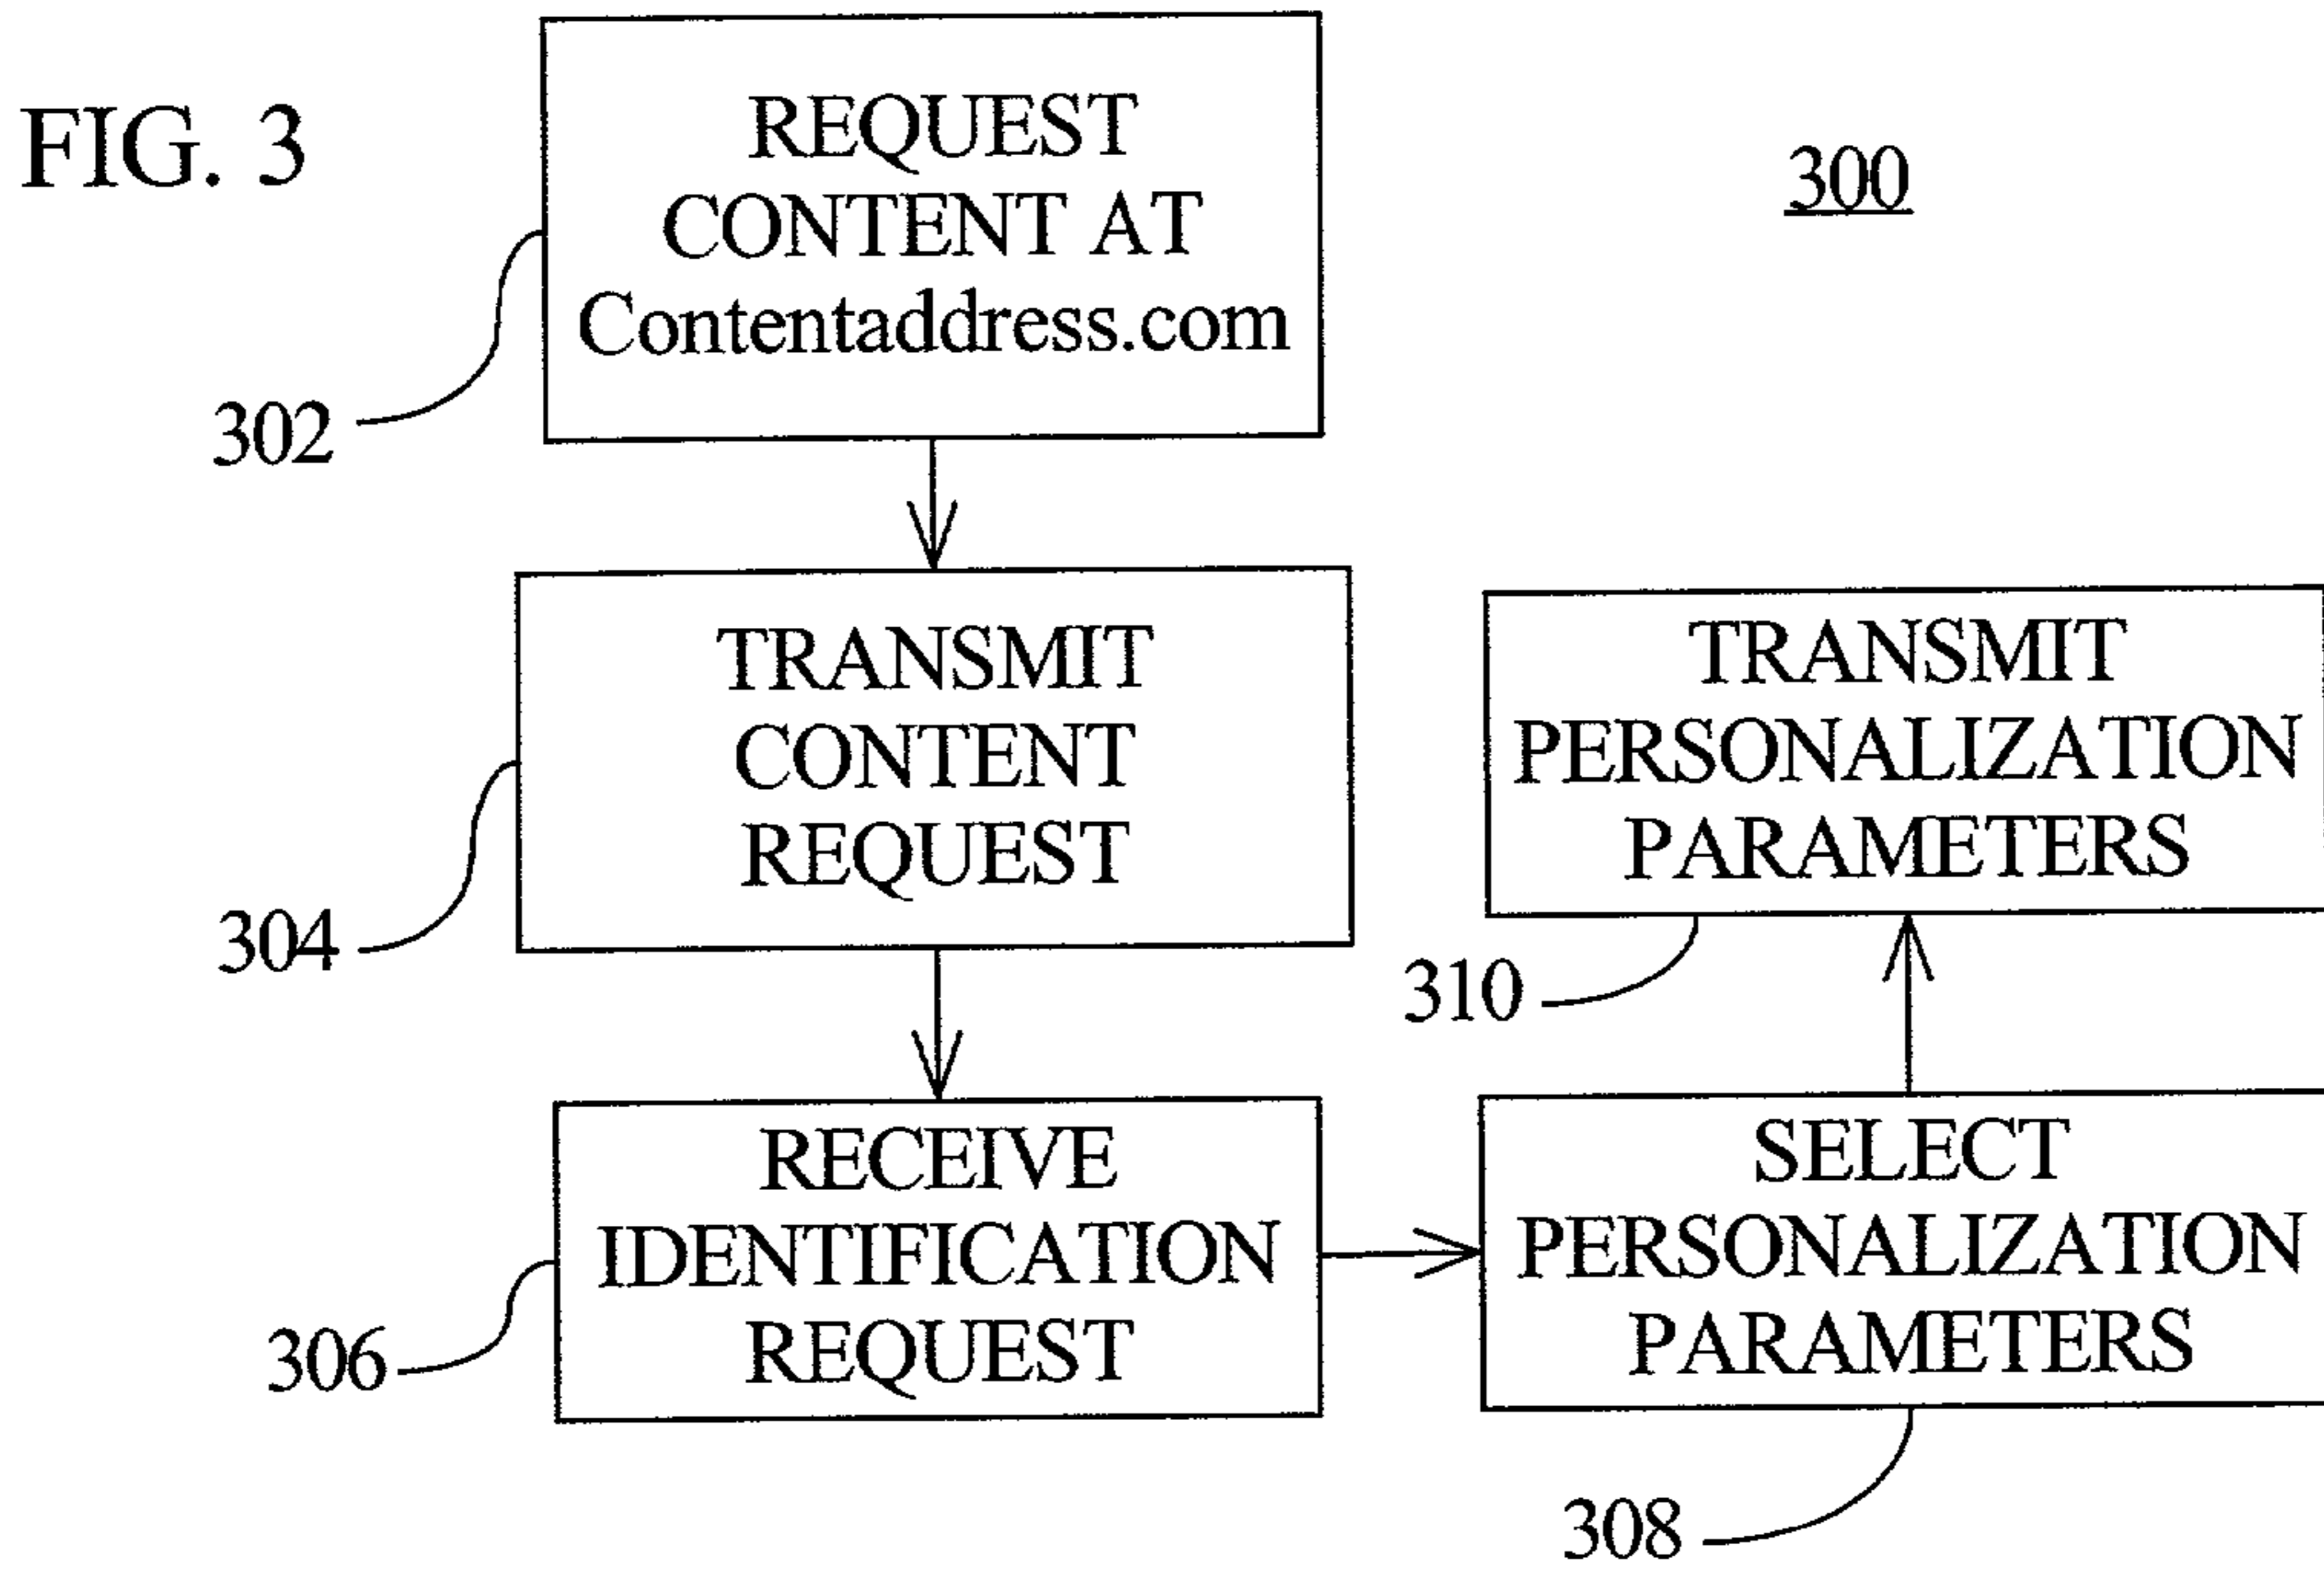 FIG. 3
300
REQUEST
CONTENT AT
Contentaddress.com
302
TRANSMIT
CONTENT
REQUEST
304
RECEIVE
IDENTIFICATION
REQUEST
306
SELECT
PERSONALIZATION
PARAMETERS
308
TRANSMIT
PERSONALIZATION
PARAMETERS
310